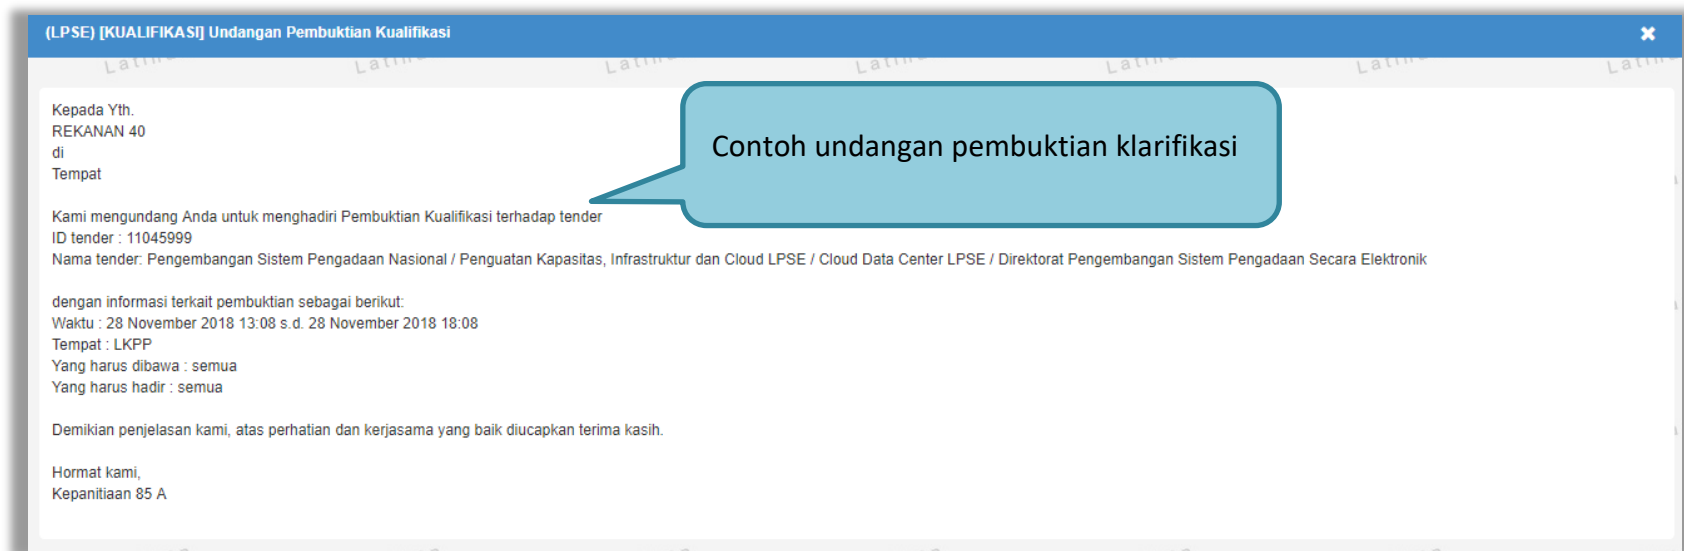 (LPSE) [KUALIFIKASI] Undangan Pembuktian Kualifikasi
Kepada Yth.
REKANAN 40
di
Tempat
Contoh undangan pembuktian klarifikasi
Kami mengundang Anda untuk menghadiri Pembuktian Kualifikasi terhadap tender
ID tender : 11045999
Nama tender: Pengembangan Sistem Pengadaan Nasional / Penguatan Kapasitas, Infrastruktur dan Cloud LPSE / Cloud Data Center LPSE / Direktorat Pengembangan Sistem Pengadaan Secara Elektronik
dengan informasi terkait pembuktian sebagai berikut:
Waktu : 28 November 2018 13:08 s.d. 28 November 2018 18:08
Tempat : LKPP
Yang harus dibawa : semua
Yang harus hadir : semua
Demikian penjelasan kami, atas perhatian dan kerjasama yang baik diucapkan terima kasih.
Hormat kami,
Kepanitiaan 85 A